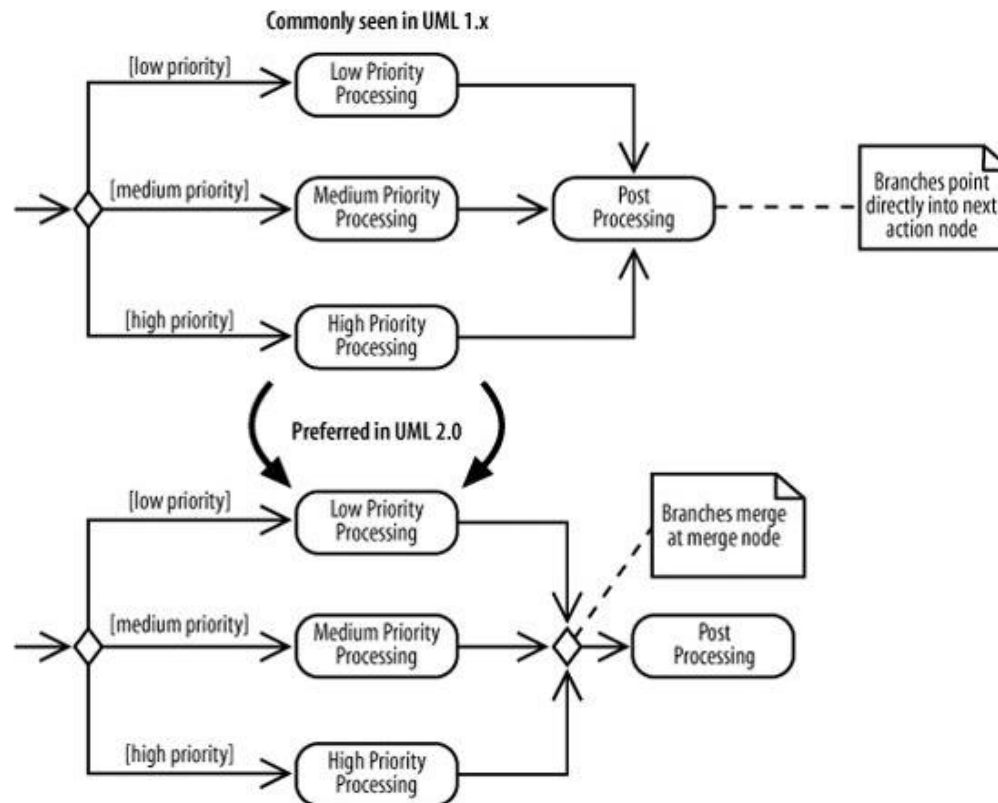 Commonly seen in UML 1.x
[low priority]
Low Priority
Processing
[medium priority]
Medium Priority
Processing
Post
Processing
Branches point
directly into next
action node
[high priority]
High Priority
Processing
Preferred in UML 2.0
[low priority]
Low Priority
Processing
Branches merge
at merge node
[medium priority]
Medium Priority
Processing
Post
Processing
[high priority]
High Priority
Processing